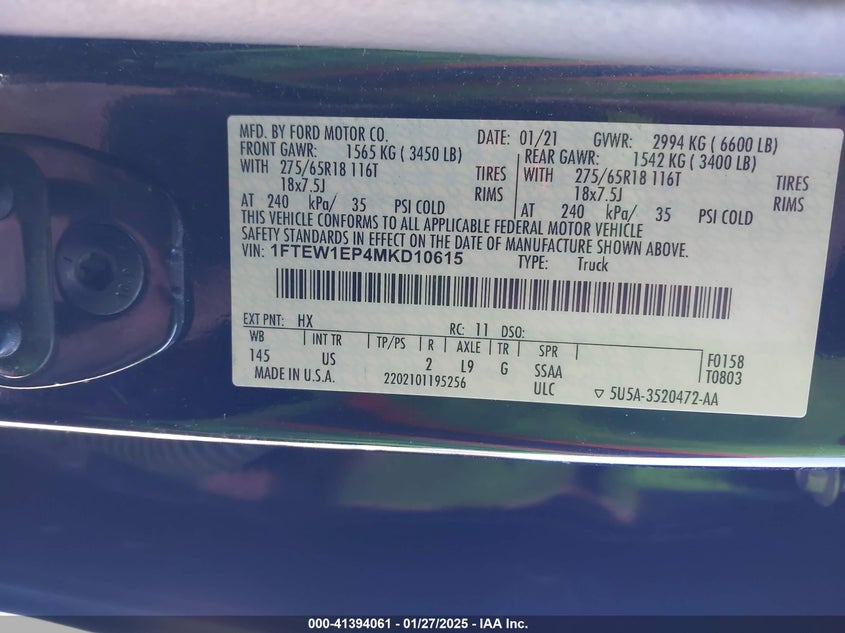 MFD. BY FORD MOTOR CO. DATE: 01/21 GVWR: 2994 KG ( 6600 LB)
FRONT GAWR: 1565 KG ( 3450 LB) REAR GAWR: 1542 KG ( 3400 LB)
WITH 275/65R18 116T TIRES WITH 275/65R18 116T TIRES
18x7.5J RIMS 18x7.5J RIMS
AT 240 kPa/ 35 PSI COLD AT 240 kPa/ 35 PSI COLD
THIS VEHICLE CONFORMS TO ALL APPLICABLE FEDERAL MOTOR VEHICLE
SAFETY STANDARDS IN EFFECT ON THE DATE OF MANUFACTURE SHOWN ABOVE.
VIN: 1FTEW1EP4MKD10615 TYPE: Truck
EXT PNT: HX RC: 11 DSO:
WB INT TR TP/PS R AXLE TR SPR
145 US 2 L9 G SSAA F0158
MADE IN U.S.A. 2202101195256 ULC T0803
5U5A-3520472-AA
000-41394061 - 01/27/2025 - IAA Inc.